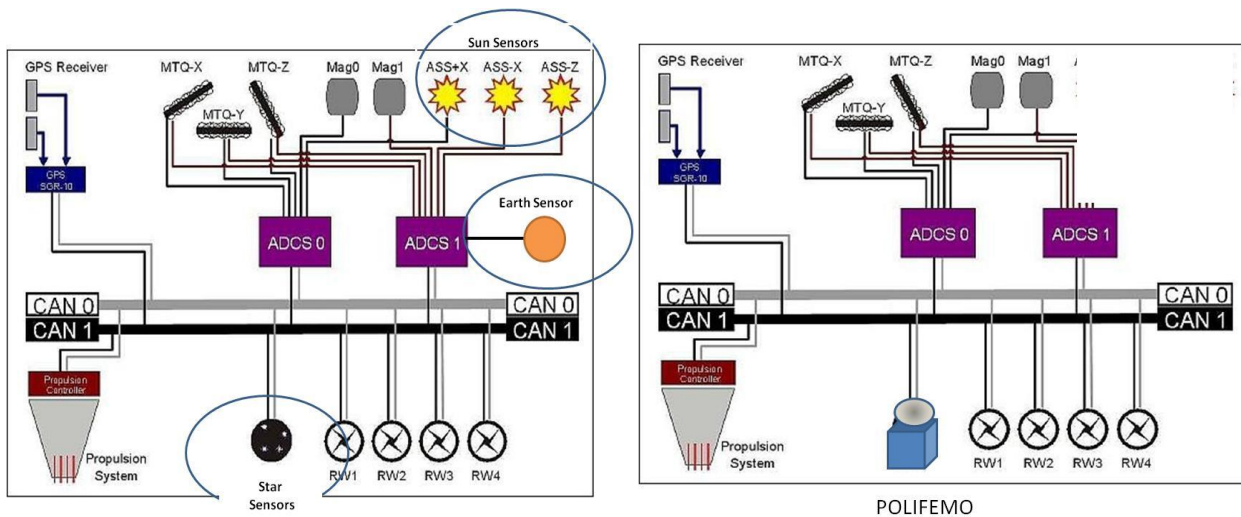 Sun Sensors
GPS Receiver
MTQ-X
MTQ-Z
Mag0
Mag1
ASS+X
ASS-X
ASS-Z
MTQ-Y
GPS
SGR-10
Earth Sensor
ADCS 0
ADCS 1
CAN 0
CAN 0
CAN 1
CAN 1
Propulsion
Controller
Propulsion
System
Star
Sensors
RW1
RW2
RW3
RW4
GPS Receiver
MTQ-X
MTQ-Z
Mag0
Mag1
MTQ-Y
GPS
SGR-10
ADCS 0
ADCS 1
CAN 0
CAN 0
CAN 1
CAN 1
Propulsion
Controller
Propulsion
System
RW1
RW2
RW3
RW4
POLIFEMO